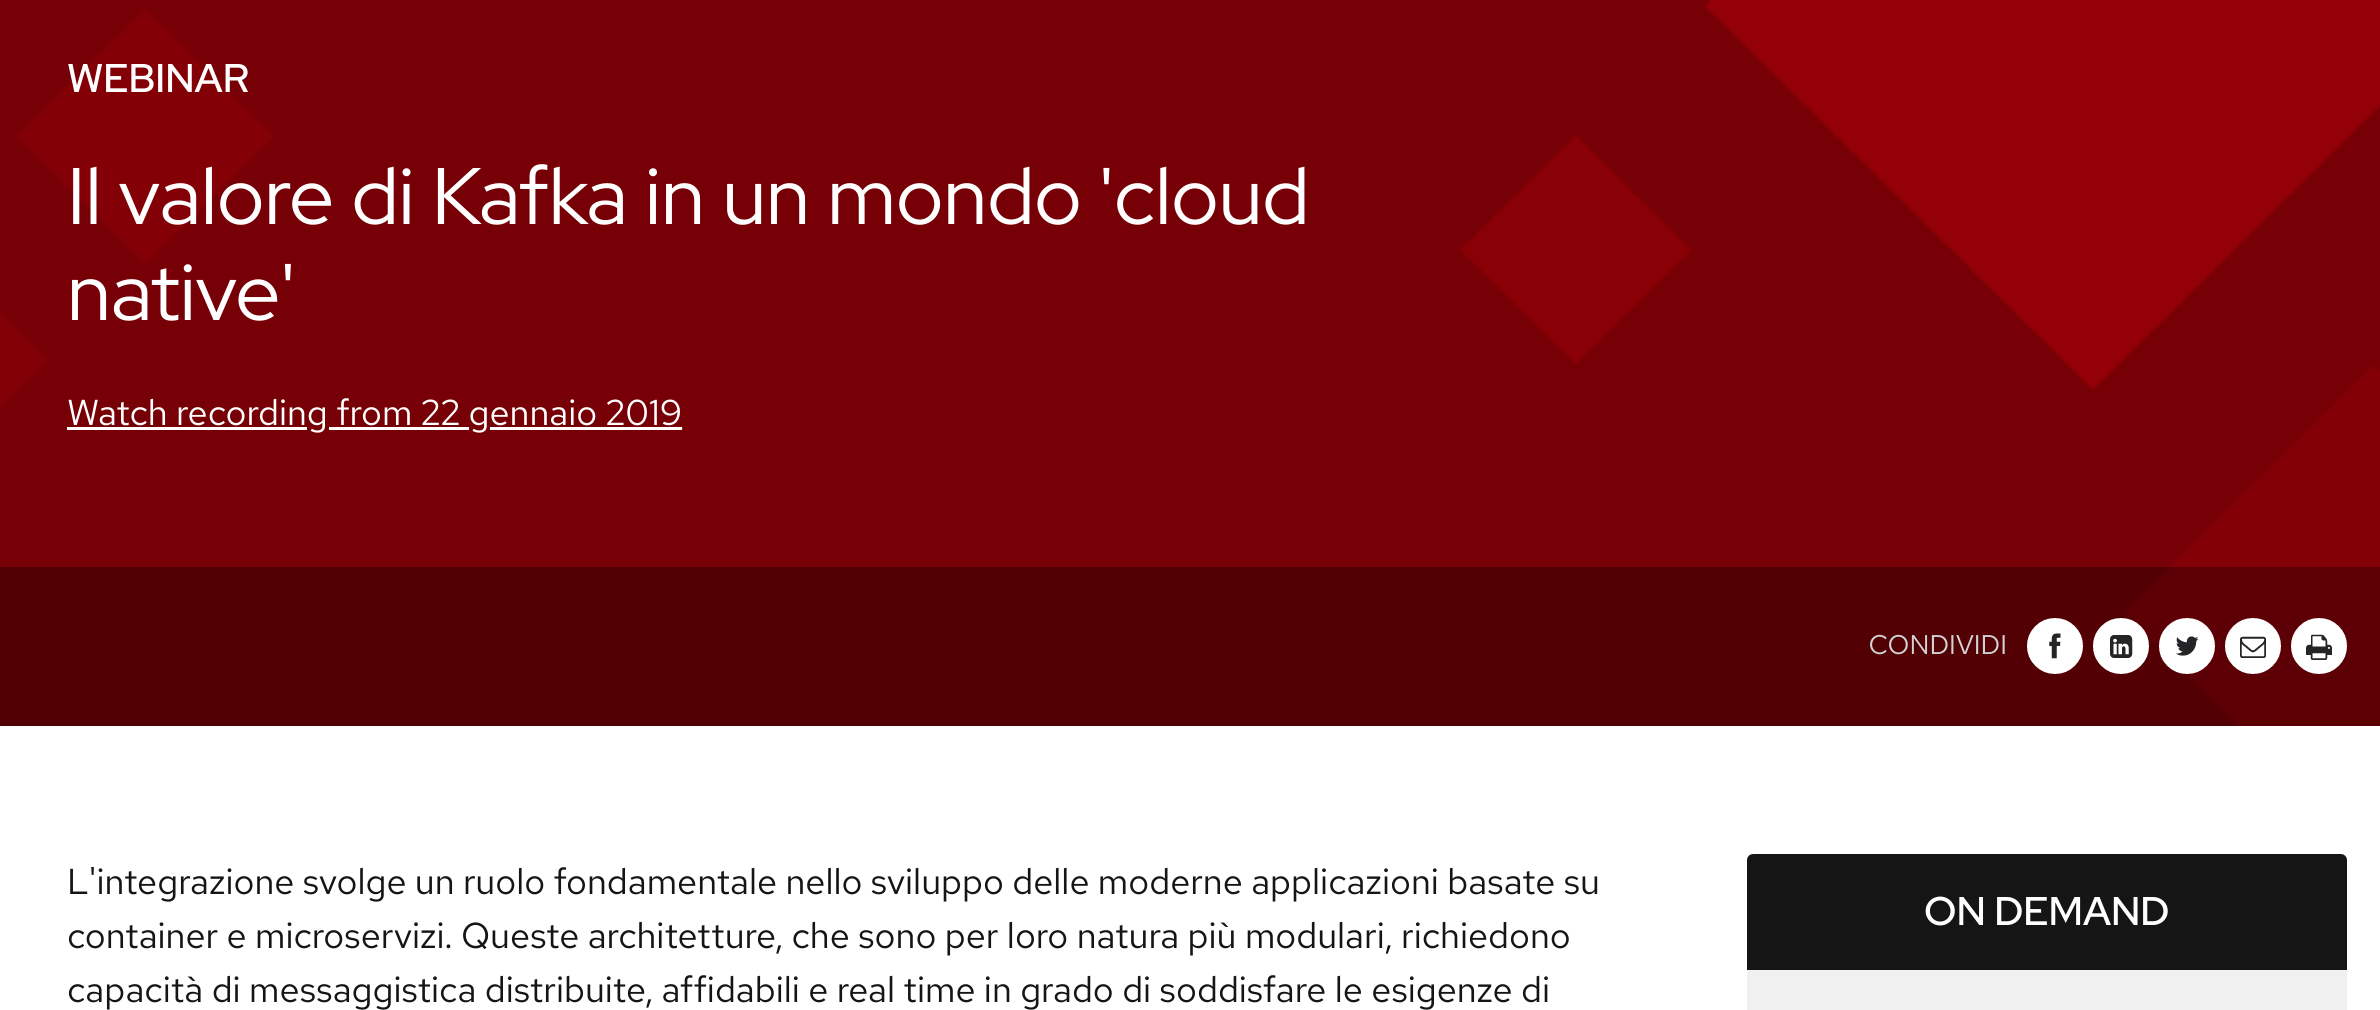 WEBINAR
Il valore di Kafka in un mondo 'cloud
native'
Watch recording from 22 gennaio 2019
CONDIVIDI
L'integrazione svolge un ruolo fondamentale nello sviluppo delle moderne applicazioni basate su
container e microservizi. Queste architetture, che sono per loro natura più modulari, richiedono
capacità di messaggistica distribuite, affidabili e real time in grado di soddisfare le esigenze di
ON DEMAND